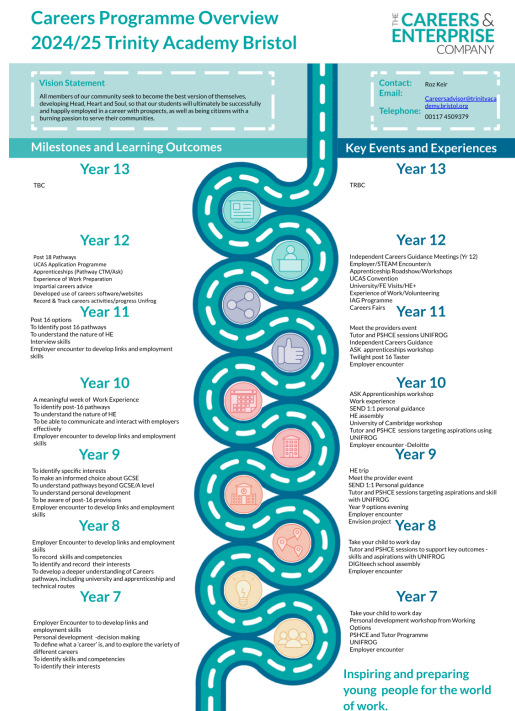 Careers Programme Overview
2024/25 Trinity Academy Bristol
THE CAREERS &
ENTERPRISE
COMPANY
Vision Statement
All members of our community seek to become the best version of themselves,
developing Head, Heart and Soul, so that our students will ultimately be successfully
and happily employed in a career with prospects, as well as being citizens with a
burning passion to serve their communities.
Contact: Roz Keir
Email: Careersadvisor@trinityaca
demy.bristol.org
Telephone: 00117 4509379
Milestones and Learning Outcomes
Year 13
TBC
Year 12
Post 18 Pathways
UCAS Application Programme
Apprenticeships (Pathway CTM/Ask)
Experience of Work Preparation
Impartial careers advice
Developed use of careers software/websites
Record & Track careers activities/progress Unifrog
Year 11
Post 16 options
To Identify post 16 pathways
To understand the nature of HE
Interview skills
Employer encounter to develop links and employment
skills
Year 10
A meaningful week of Work Experience
To identify post-16 pathways
To understand the nature of HE
To be able to communicate and interact with employers
effectively
Employer encounter to develop links and employment
skills
Year 9
To identify specific interests
To make an informed choice about GCSE
To understand pathways beyond GCSE/A level
To understand personal development
To be aware of post-16 provisions
Employer encounter to develop links and employment
skills
Year 8
Employer Encounter to develop links and employment
skills
To record skills and competencies
To identify and record their interests
To develop a deeper understanding of Careers
pathways, including university and apprenticeship and
technical routes
Year 7
Employer Encounter to to develop links and
employment skills
Personal development -decision making
To define what a 'career' is, and to explore the variety of
different careers
To identify skills and competencies
To identify their interests
Key Events and Experiences
Year 13
TRBC
Year 12
Independent Careers Guidance Meetings (Yr 12)
Employer/STEAM Encounter/s
Apprenticeship Roadshow/Workshops
UCAS Convention
University/FE Visits/HE+
Experience of Work/Volunteering
IAG Programme
Careers Fairs
Year 11
Meet the providers event
Tutor and PSHCE sessions UNIFROG
Independent Careers Guidance
ASK apprenticeships workshop
Twilight post 16 Taster
Employer encounter
Year 10
ASK Apprenticeships workshop
Work experience
SEND 1:1 personal guidance
HE assembly
University of Cambridge workshop
Tutor and PSHCE sessions targeting aspirations using
UNIFROG
Employer encounter -Deloitte
Year 9
HE trip
Meet the provider event
SEND 1:1 Personal guidance
Tutor and PSHCE sessions targeting aspirations and skill
with UNIFROG
Year 9 options evening
Employer encounter
Envision project
Year 8
Take your child to work day
Tutor and PSHCE sessions to support key outcomes -
skills and aspirations with UNIFROG
DIGIteech school assembly
Employer encounter
Year 7
Take your child to work day
Personal development workshop from Working
Options
PSHCE and Tutor Programme
UNIFROG
Employer encounter
Inspiring and preparing
young people for the world
of work.